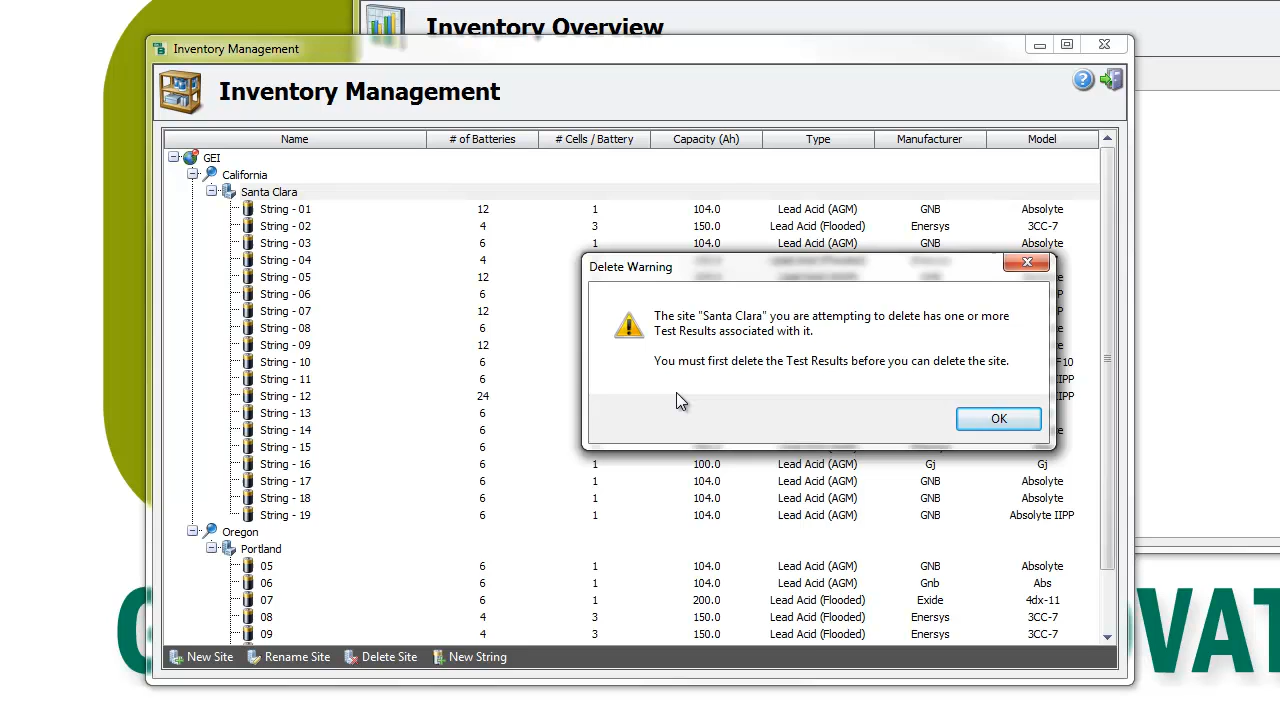 Inventory Overview
Inventory Management
Inventory Management
Name # of Batteries # Cells / Battery Capacity (Ah) Type Manufacturer Model
GEI
California
Santa Clara
String - 01 12 1 104.0 Lead Acid (AGM) GNB Absolyte
String - 02 4 3 150.0 Lead Acid (Flooded) Enersys 3CC-7
String - 03 6 1 104.0 Lead Acid (AGM) GNB Absolyte
String - 04 4
String - 05 12
String - 06 6
String - 07 12
String - 08 6
String - 09 12
String - 10 6
String - 11 6 IIPP
String - 12 24 IPP
String - 13 6
String - 14 6
String - 15 6
Delete Warning
The site "Santa Clara" you are attempting to delete has one or more
Test Results associated with it.
You must first delete the Test Results before you can delete the site.
OK
String - 16 6 1 100.0 Lead Acid (AGM) Gj Gj
String - 17 6 1 104.0 Lead Acid (AGM) GNB Absolyte
String - 18 6 1 104.0 Lead Acid (AGM) GNB Absolyte
String - 19 6 1 104.0 Lead Acid (AGM) GNB Absolyte IIPP
Oregon
Portland
05 6 1 104.0 Lead Acid (AGM) GNB Absolyte
06 6 1 104.0 Lead Acid (AGM) Gnb Abs
07 6 1 200.0 Lead Acid (Flooded) Exide 4dx-11
08 4 3 150.0 Lead Acid (Flooded) Enersys 3CC-7
09 4 3 150.0 Lead Acid (Flooded) Enersys 3CC-7
New Site Rename Site Delete Site New String